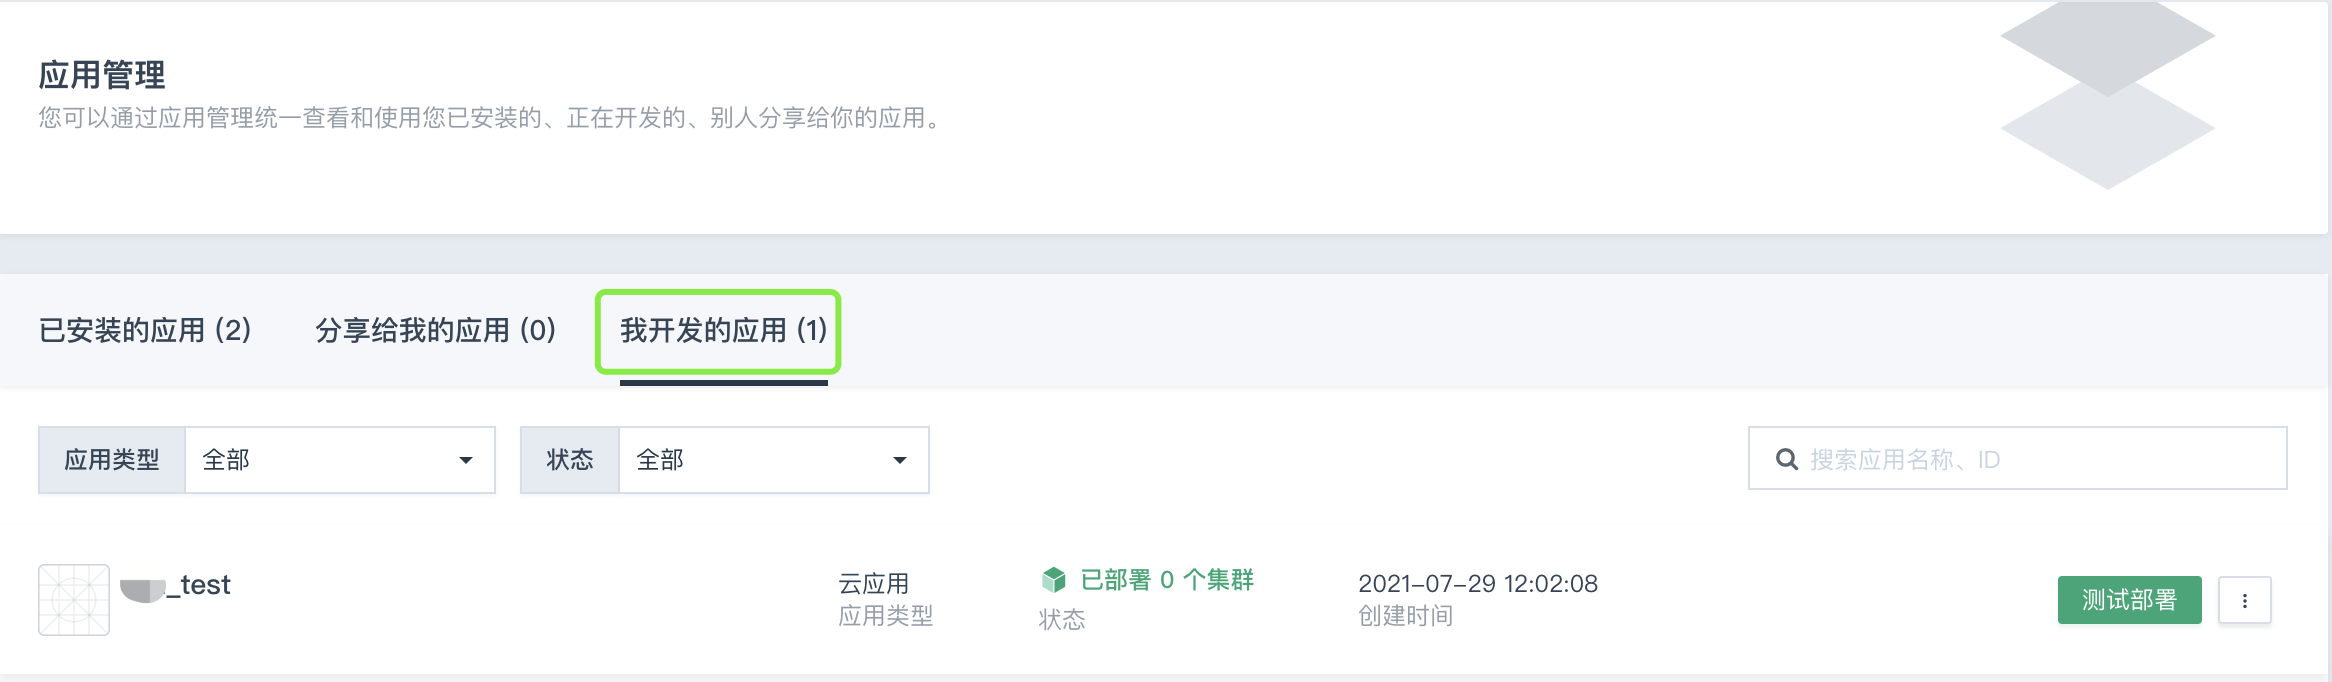 应用管理
您可以通过应用管理统一查看和使用您已安装的、正在开发的、别人分享给你的应用。
已安装的应用 (2) 分享给我的应用 (0) 我开发的应用 (1)
应用类型 全部 状态 全部 搜索应用名称、ID
_test 云应用 已部署 0 个集群 2021-07-29 12:02:08 测试部署
应用类型 状态 创建时间